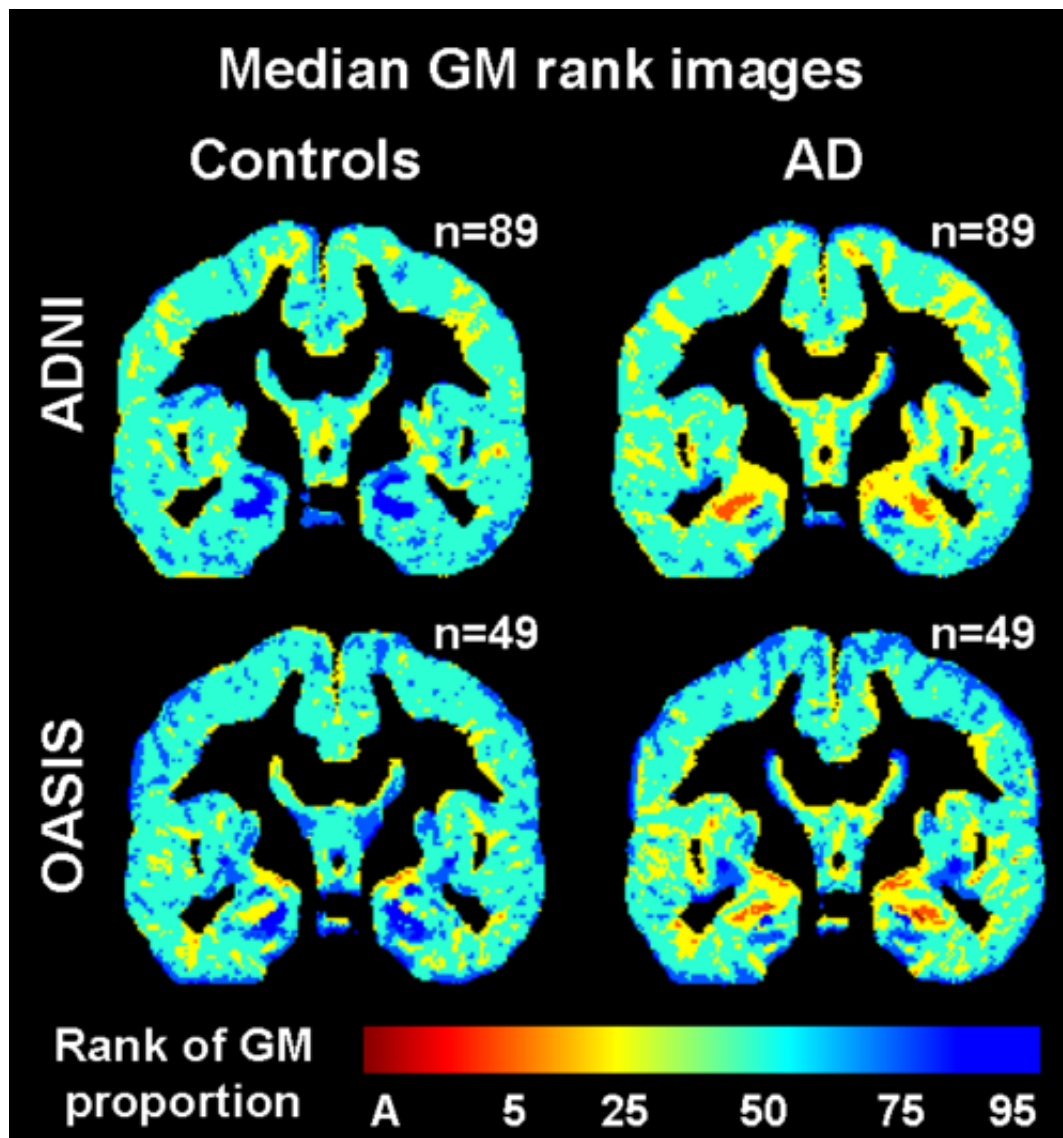 Median GM rank images
Controls AD
n=89 n=89
ADNI
n=49 n=49
OASIS
Rank of GM
proportion
A 5 25 50 75 95